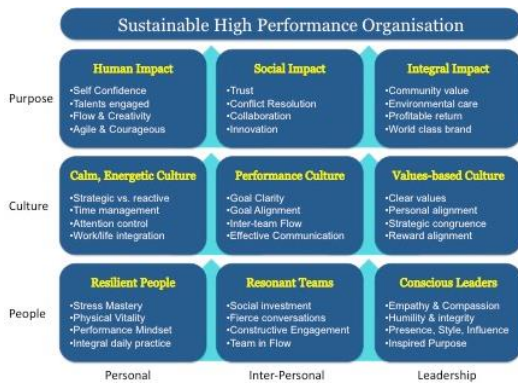 Sustainable High Performance Organisation
Purpose
Human Impact
•Self Confidence
•Talents engaged
•Flow & Creativity
•Agile & Courageous
Social Impact
•Trust
•Conflict Resolution
•Collaboration
•Innovation
Integral Impact
•Community value
•Environmental care
•Profitable return
•World class brand
Culture
Calm, Energetic Culture
•Strategic vs. reactive
•Time management
•Attention control
•Work/life integration
Performance Culture
•Goal Clarity
•Goal Alignment
•Inter-team Flow
•Effective Communication
Values-based Culture
•Clear values
•Personal alignment
•Strategic congruence
•Reward alignment
People
Resilient People
•Stress Mastery
•Physical Vitality
•Performance Mindset
•Integral daily practice
Resonant Teams
•Social investment
•Fierce conversations
•Constructive Engagement
•Team in Flow
Conscious Leaders
•Empathy & Compassion
•Humility & integrity
•Presence, Style, Influence
•Inspired Purpose
Personal
Inter-Personal
Leadership